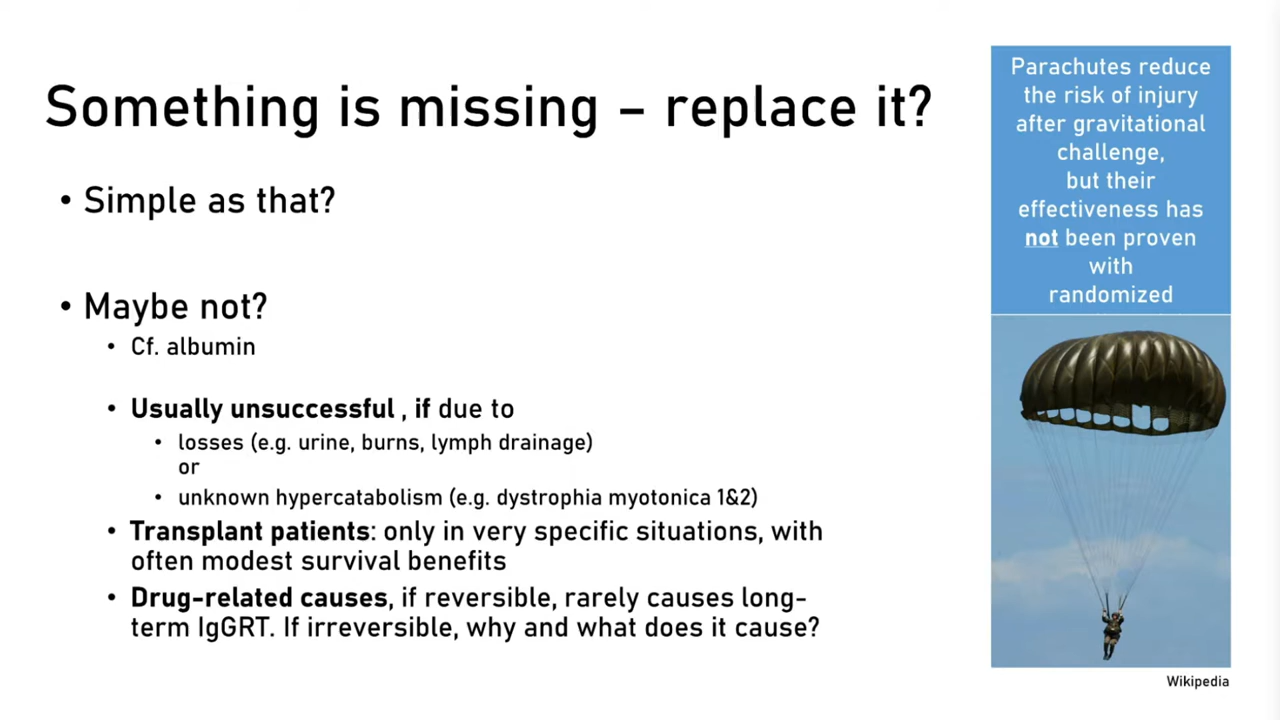 Something is missing – replace it?
• Simple as that?
• Maybe not?
• Cf. albumin
• Usually unsuccessful , if due to
• losses (e.g. urine, burns, lymph drainage)
or
• unknown hypercatabolism (e.g. dystrophia myotonica 1&2)
• Transplant patients: only in very specific situations, with
often modest survival benefits
• Drug-related causes, if reversible, rarely causes long-
term IgGRT. If irreversible, why and what does it cause?
Parachutes reduce
the risk of injury
after gravitational
challenge,
but their
effectiveness has
not been proven
with
randomized
Wikipedia